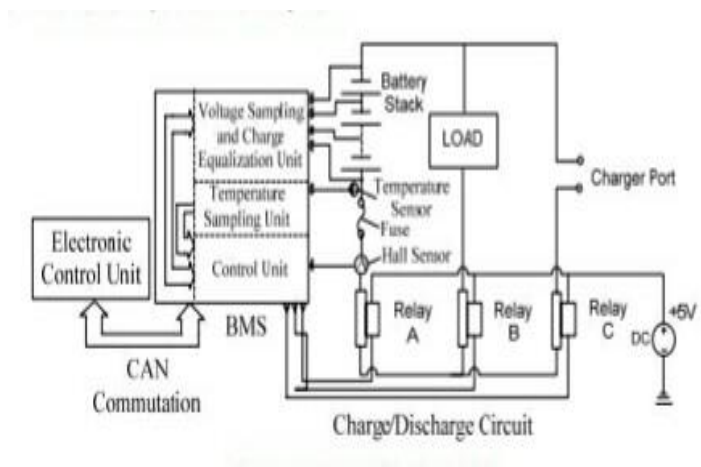 Voltage Sampling
and Charge
Equalization Unit
Temperature
Sampling Unit
Control Unit
BMS
Electronic
Control Unit
CAN
Commutation
Battery
Stack
LOAD
Charger Port
Temperature
Sensor
Fuse
Hall Sensor
Relay
A
Relay
B
Relay
C
+5V
DC
Charge/Discharge Circuit